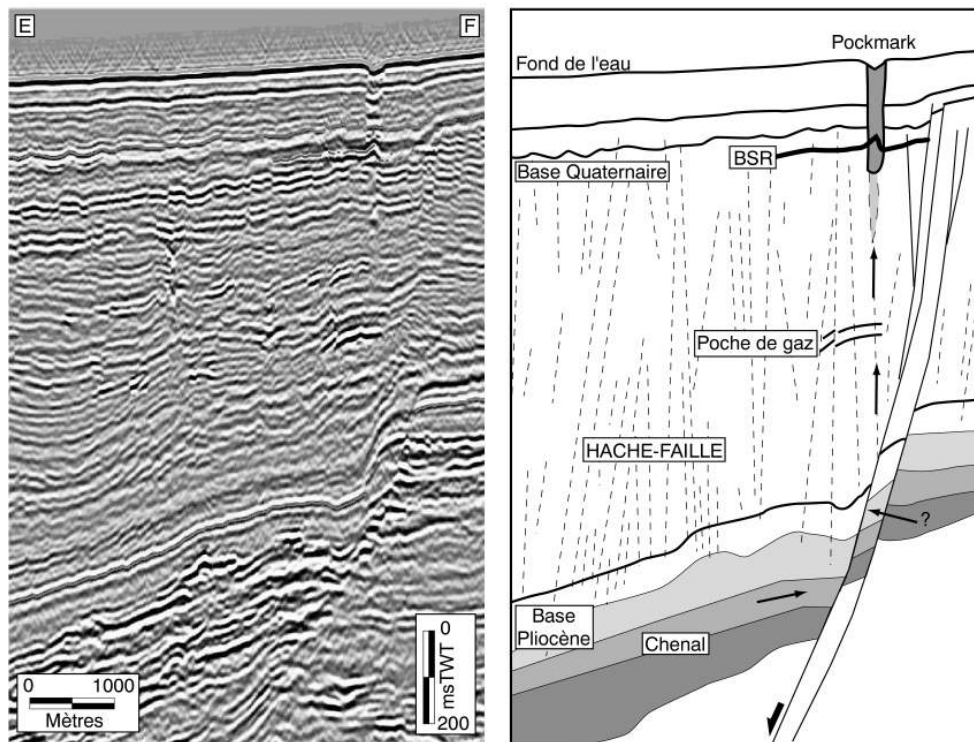 E
F
0 1000
Mètres
0
msTWT
200
Pockmark
Fond de l'eau
Base Quaternaire
BSR
Poche de gaz
HACHE-FAILLE
?
Base
Pliocène
Chenal